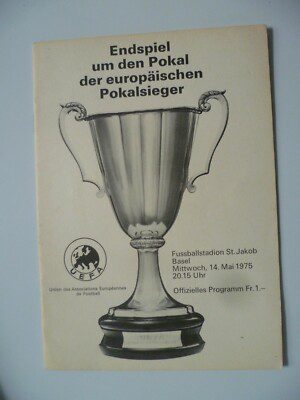 Endspiel
um den Pokal
der europäischen
Pokalsieger
Fussballstadion St. Jakob
Basel
Mittwoch, 14. Mai 1975
20.15 Uhr
Offizielles Programm Fr. 1.–
UEFA
Union des Associations Européennes
de Football